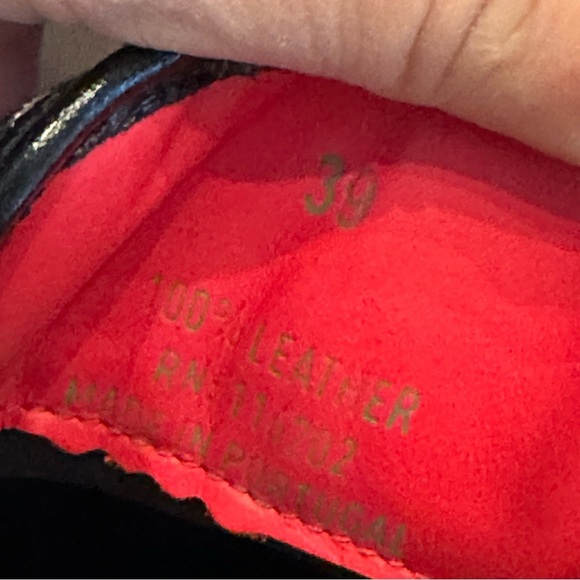 39
100% LEATHER
RN
MADE IN PORTUGAL